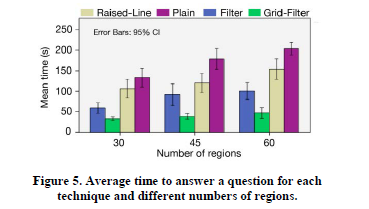 Raised-Line Plain Filter Grid-Filter
Error Bars: 95% CI
250
200
150
100
50
0
Mean time (s)
30 45 60
Number of regions
Figure 5. Average time to answer a question for each
technique and different numbers of regions.